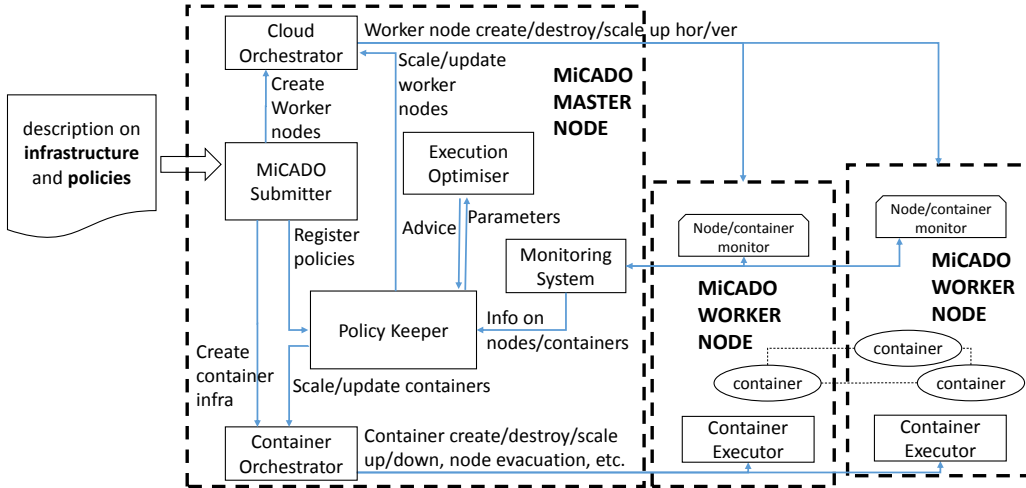 Cloud
Orchestrator
Worker node create/destroy/scale up hor/ver
Scale/update
worker
nodes
MiCADO
MASTER
NODE
Create
Worker
nodes
description on
infrastructure
and policies
MiCADO
Submitter
Execution
Optimiser
Advice
Parameters
Register
policies
Monitoring
System
Node/container
monitor
Node/container
monitor
MiCADO
WORKER
NODE
MiCADO
WORKER
NODE
Policy Keeper
Info on
nodes/containers
Create
container
infra
Scale/update containers
container
container
container
Container
Orchestrator
Container create/destroy/scale
up/down, node evacuation, etc.
Container
Executor
Container
Executor